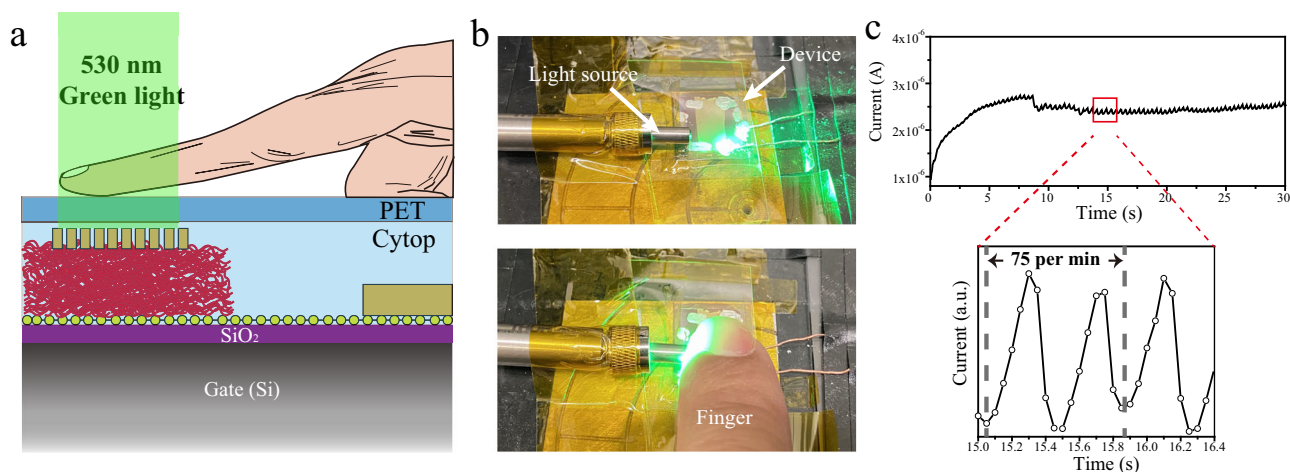 a
530 nm
Green light
PET
Cytop
SiO₂
Gate (Si)
b
Light source
Device
Finger
c
4x10⁻⁶
3x10⁻⁶
2x10⁻⁶
1x10⁻⁶
Current (A)
0 5 10 15 20 25 30
Time (s)
75 per min
Current (a.u.)
15.0 15.2 15.4 15.6 15.8 16.0 16.2 16.4
Time (s)